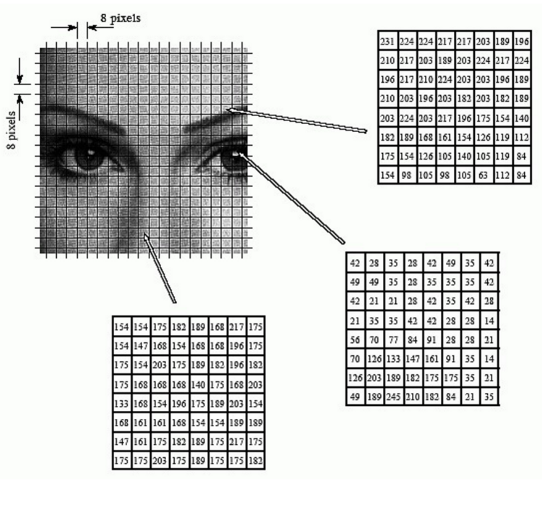 8 pixels
8 pixels
231 224 224 217 217 203 189 196
210 217 203 189 203 224 217 224
196 217 210 224 203 203 196 189
210 203 196 203 182 203 182 189
203 224 203 217 196 175 154 140
182 189 168 161 154 126 119 112
175 154 126 105 140 105 119 84
154 98 105 98 105 63 112 84
42 28 35 28 42 49 35 42
49 49 35 28 35 35 35 42
42 21 21 28 42 35 42 28
21 35 35 42 42 28 28 14
56 70 77 84 91 28 28 21
70 126 133 147 161 91 35 14
126 203 189 182 175 175 35 21
49 189 245 210 182 84 21 35
154 154 175 182 189 168 217 175
154 147 168 154 168 168 196 175
175 154 203 175 189 182 196 182
175 168 168 168 140 175 168 203
133 168 154 196 175 189 203 154
168 161 161 168 154 154 189 189
147 161 175 182 189 175 217 175
175 175 203 175 189 175 175 182